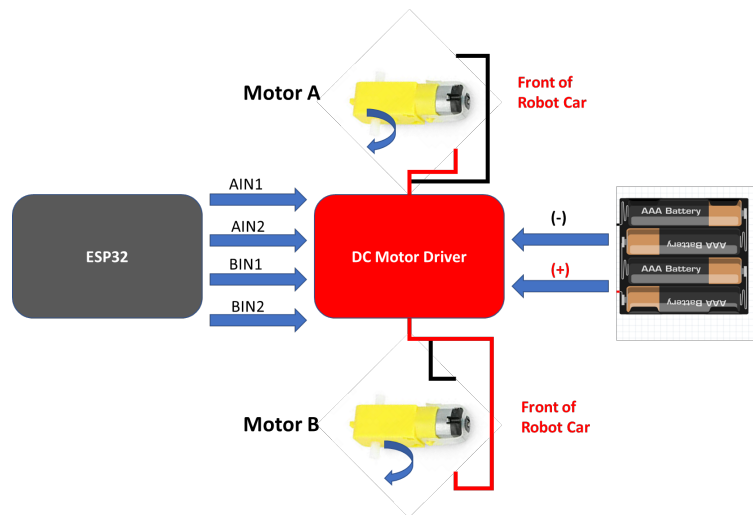 Motor A
Front of
Robot Car
AIN1
AIN2
BIN1
BIN2
ESP32
DC Motor Driver
(-)
(+)
AAA Battery
AAA Battery
AAA Battery
AAA Battery
Motor B
Front of
Robot Car